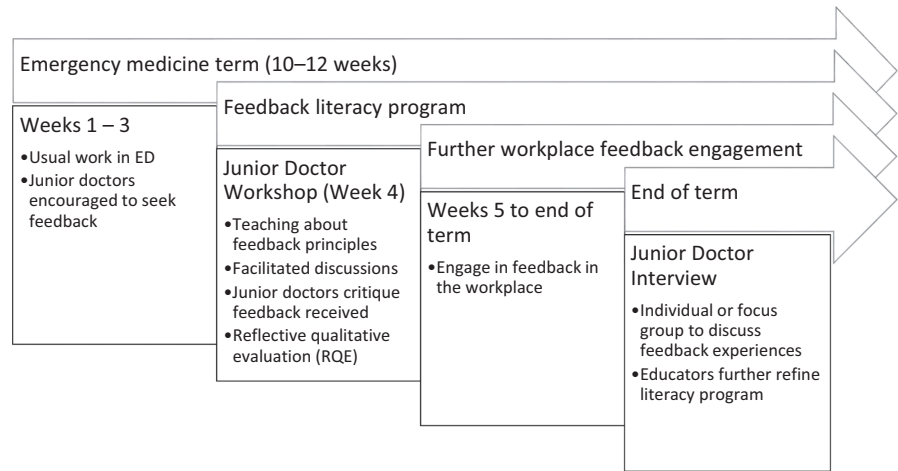 Emergency medicine term (10–12 weeks)
Weeks 1 – 3
•Usual work in ED
•Junior doctors
encouraged to seek
feedback
Feedback literacy program
Junior Doctor
Workshop (Week 4)
•Teaching about
feedback principles
•Facilitated discussions
•Junior doctors critique
feedback received
•Reflective qualitative
evaluation (RQE)
Further workplace feedback engagement
Weeks 5 to end of
term
•Engage in feedback in
the workplace
End of term
Junior Doctor
Interview
•Individual or focus
group to discuss
feedback experiences
•Educators further refine
literacy program